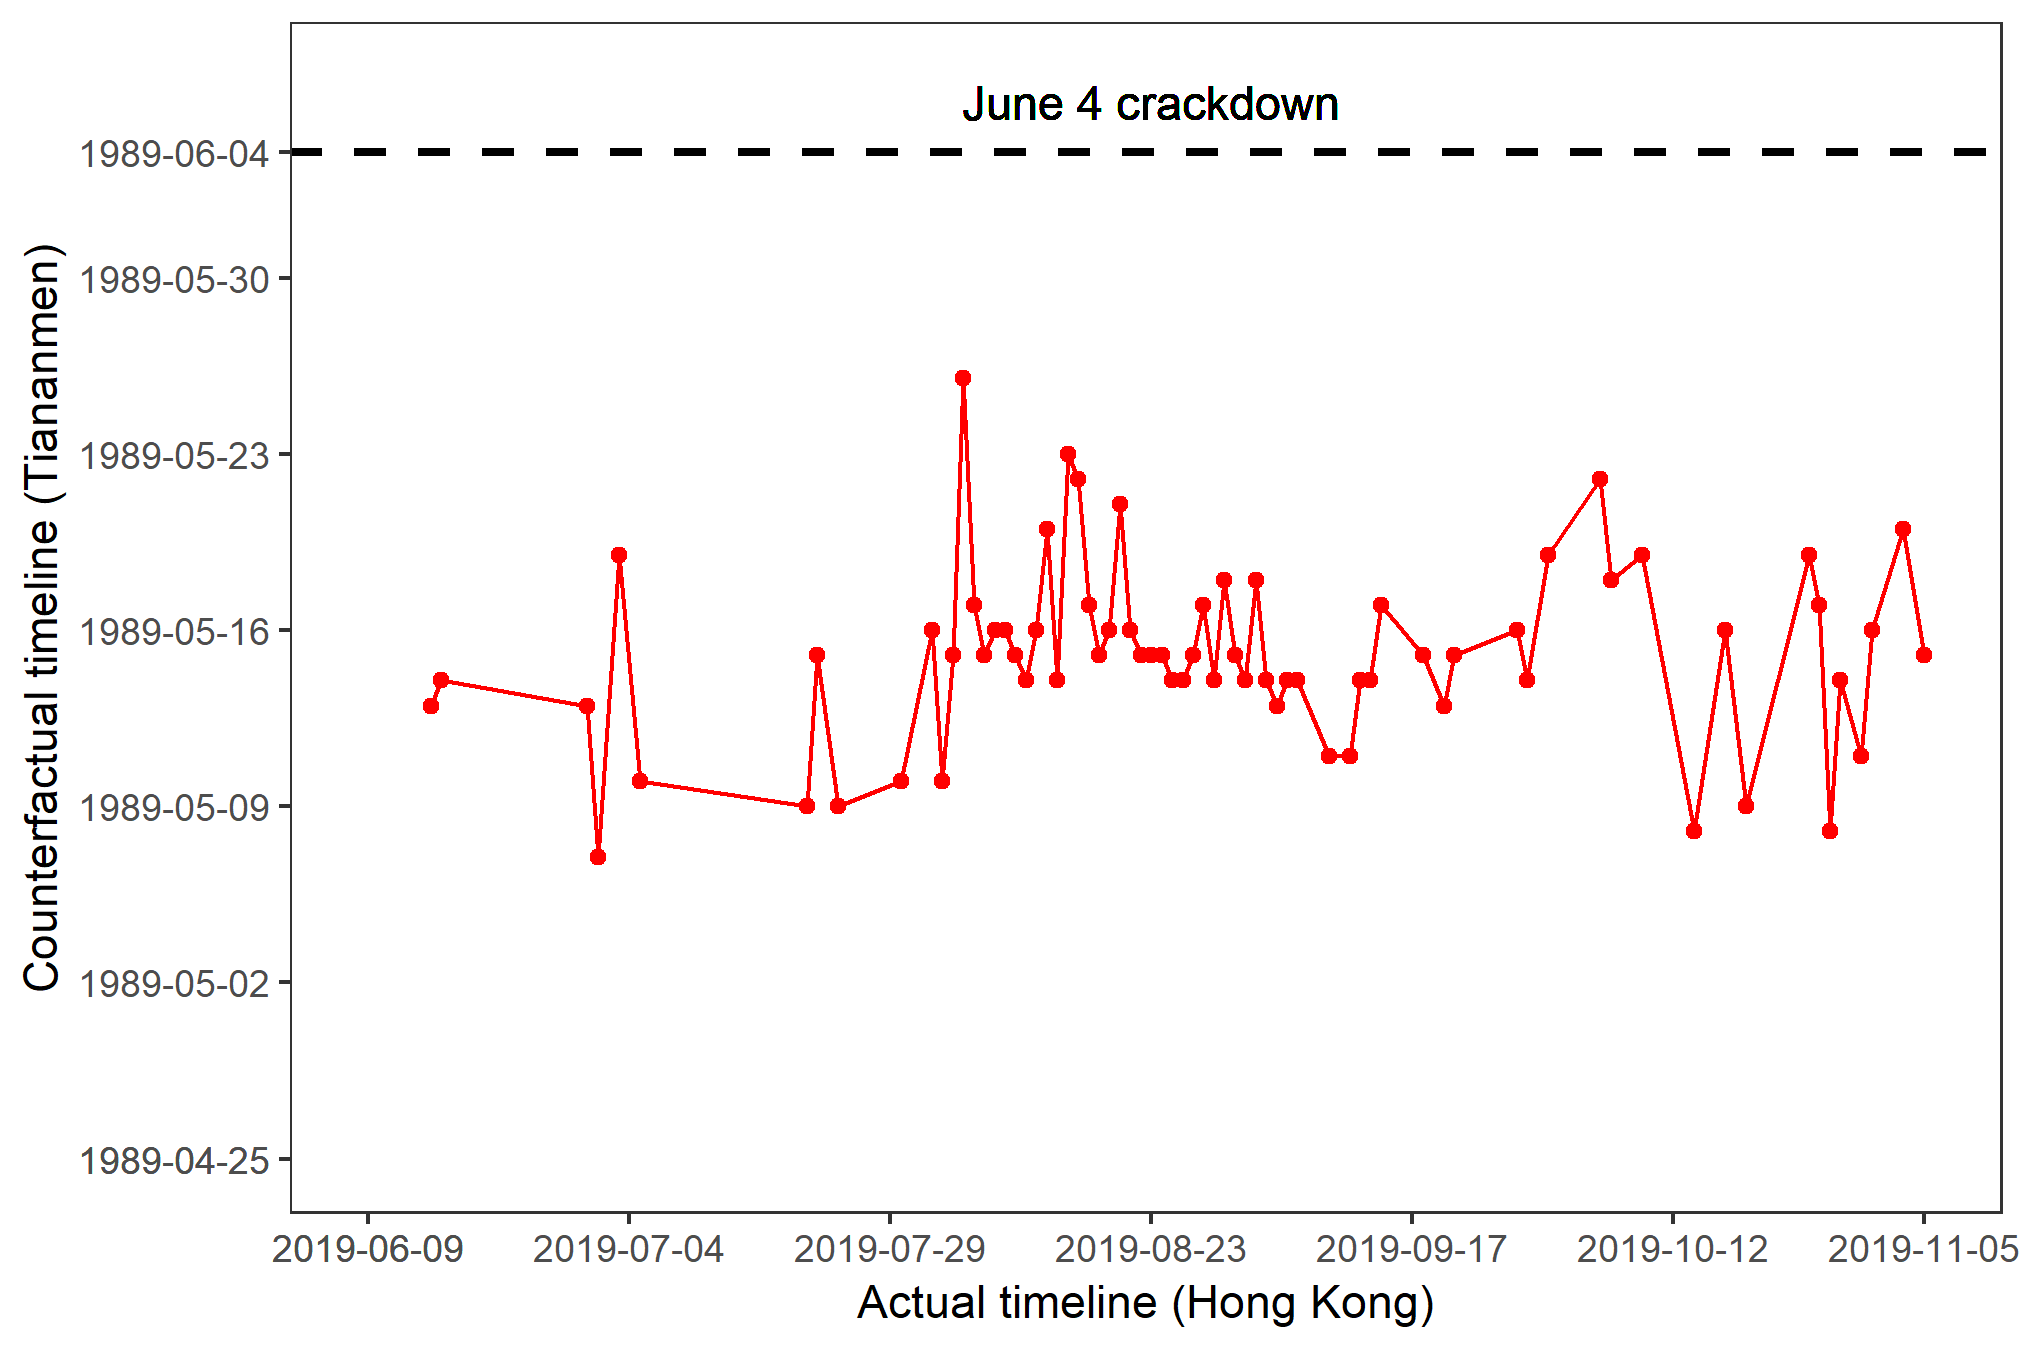 June 4 crackdown
Counterfactual timeline (Tiananmen)
1989-06-04
1989-05-30
1989-05-23
1989-05-16
1989-05-09
1989-05-02
1989-04-25
2019-06-09 2019-07-04 2019-07-29 2019-08-23 2019-09-17 2019-10-12 2019-11-05
Actual timeline (Hong Kong)